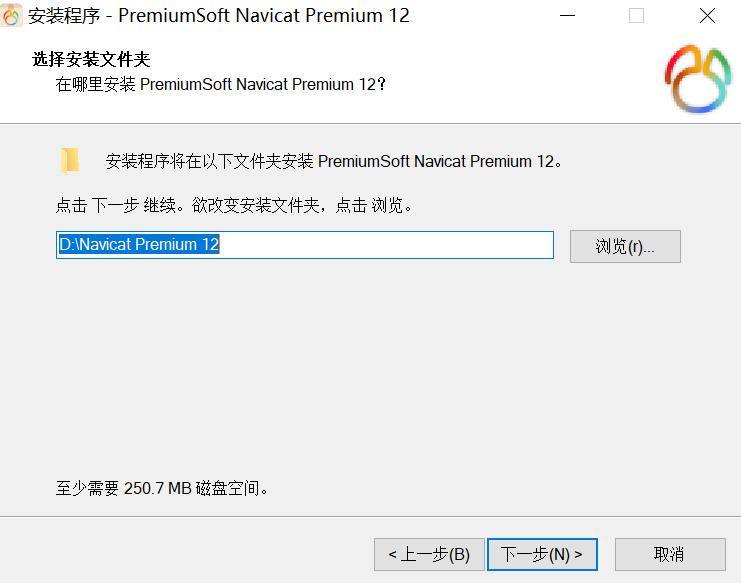 安装程序 - PremiumSoft Navicat Premium 12
选择安装文件夹
在哪里安装 PremiumSoft Navicat Premium 12?
安装程序将在以下文件夹安装 PremiumSoft Navicat Premium 12。
点击 下一步 继续。欲改变安装文件夹，点击 浏览。
D:\Navicat Premium 12
浏览(r)...
至少需要 250.7 MB 磁盘空间。
< 上一步(B)
下一步(N) >
取消